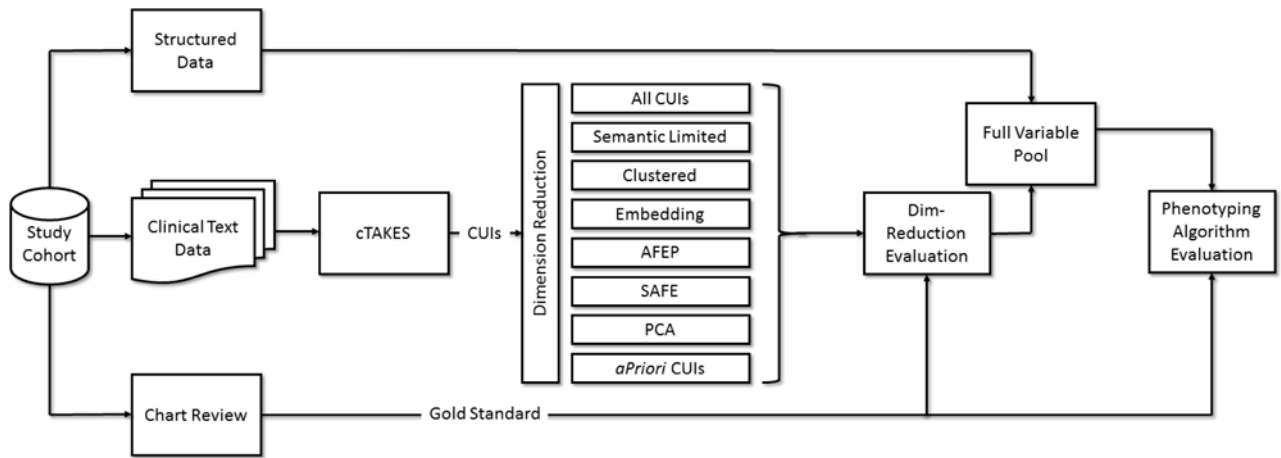 Structured
Data
All CUIs
Semantic Limited
Clustered
Embedding
AFEP
SAFE
PCA
aPriori CUIs
Dimension Reduction
Full Variable
Pool
Study
Cohort
Clinical Text
Data
cTAKES
CUIs
Dim-
Reduction
Evaluation
Phenotyping
Algorithm
Evaluation
Chart Review
Gold Standard